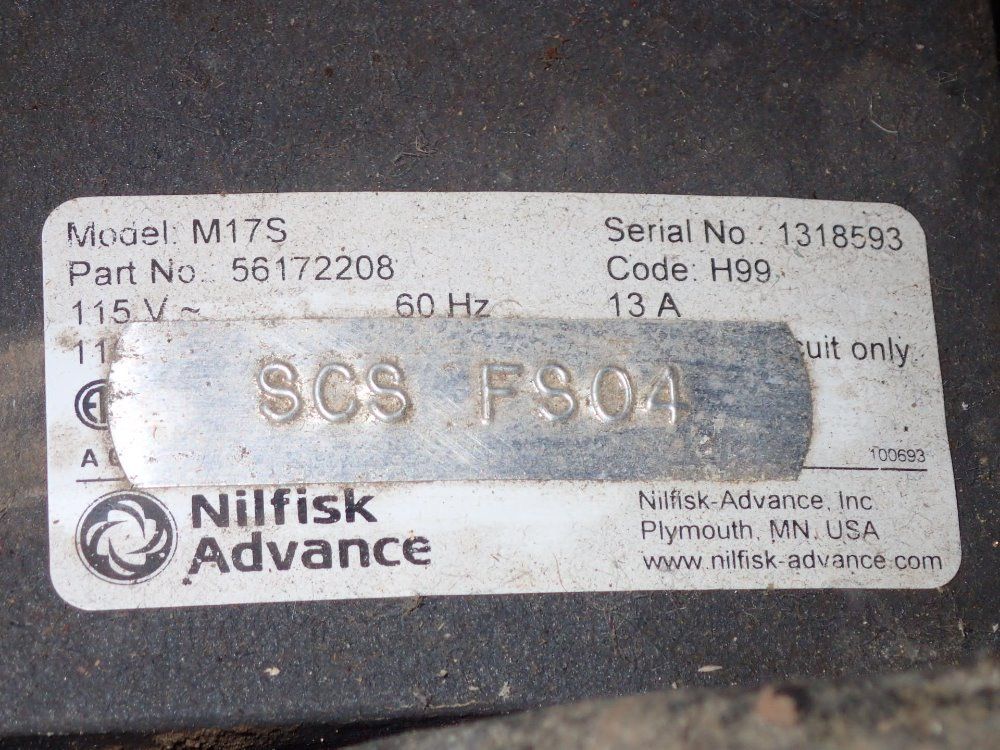 Model: M17S
Serial No.: 1318593
Part No. 56172208
Code: H99
115 V ~ 60 Hz 13 A
only
SCS FS04
100693
Nilfisk
Advance
Nilfisk-Advance, Inc
Plymouth, MN, USA
www.nilfisk-advance.com